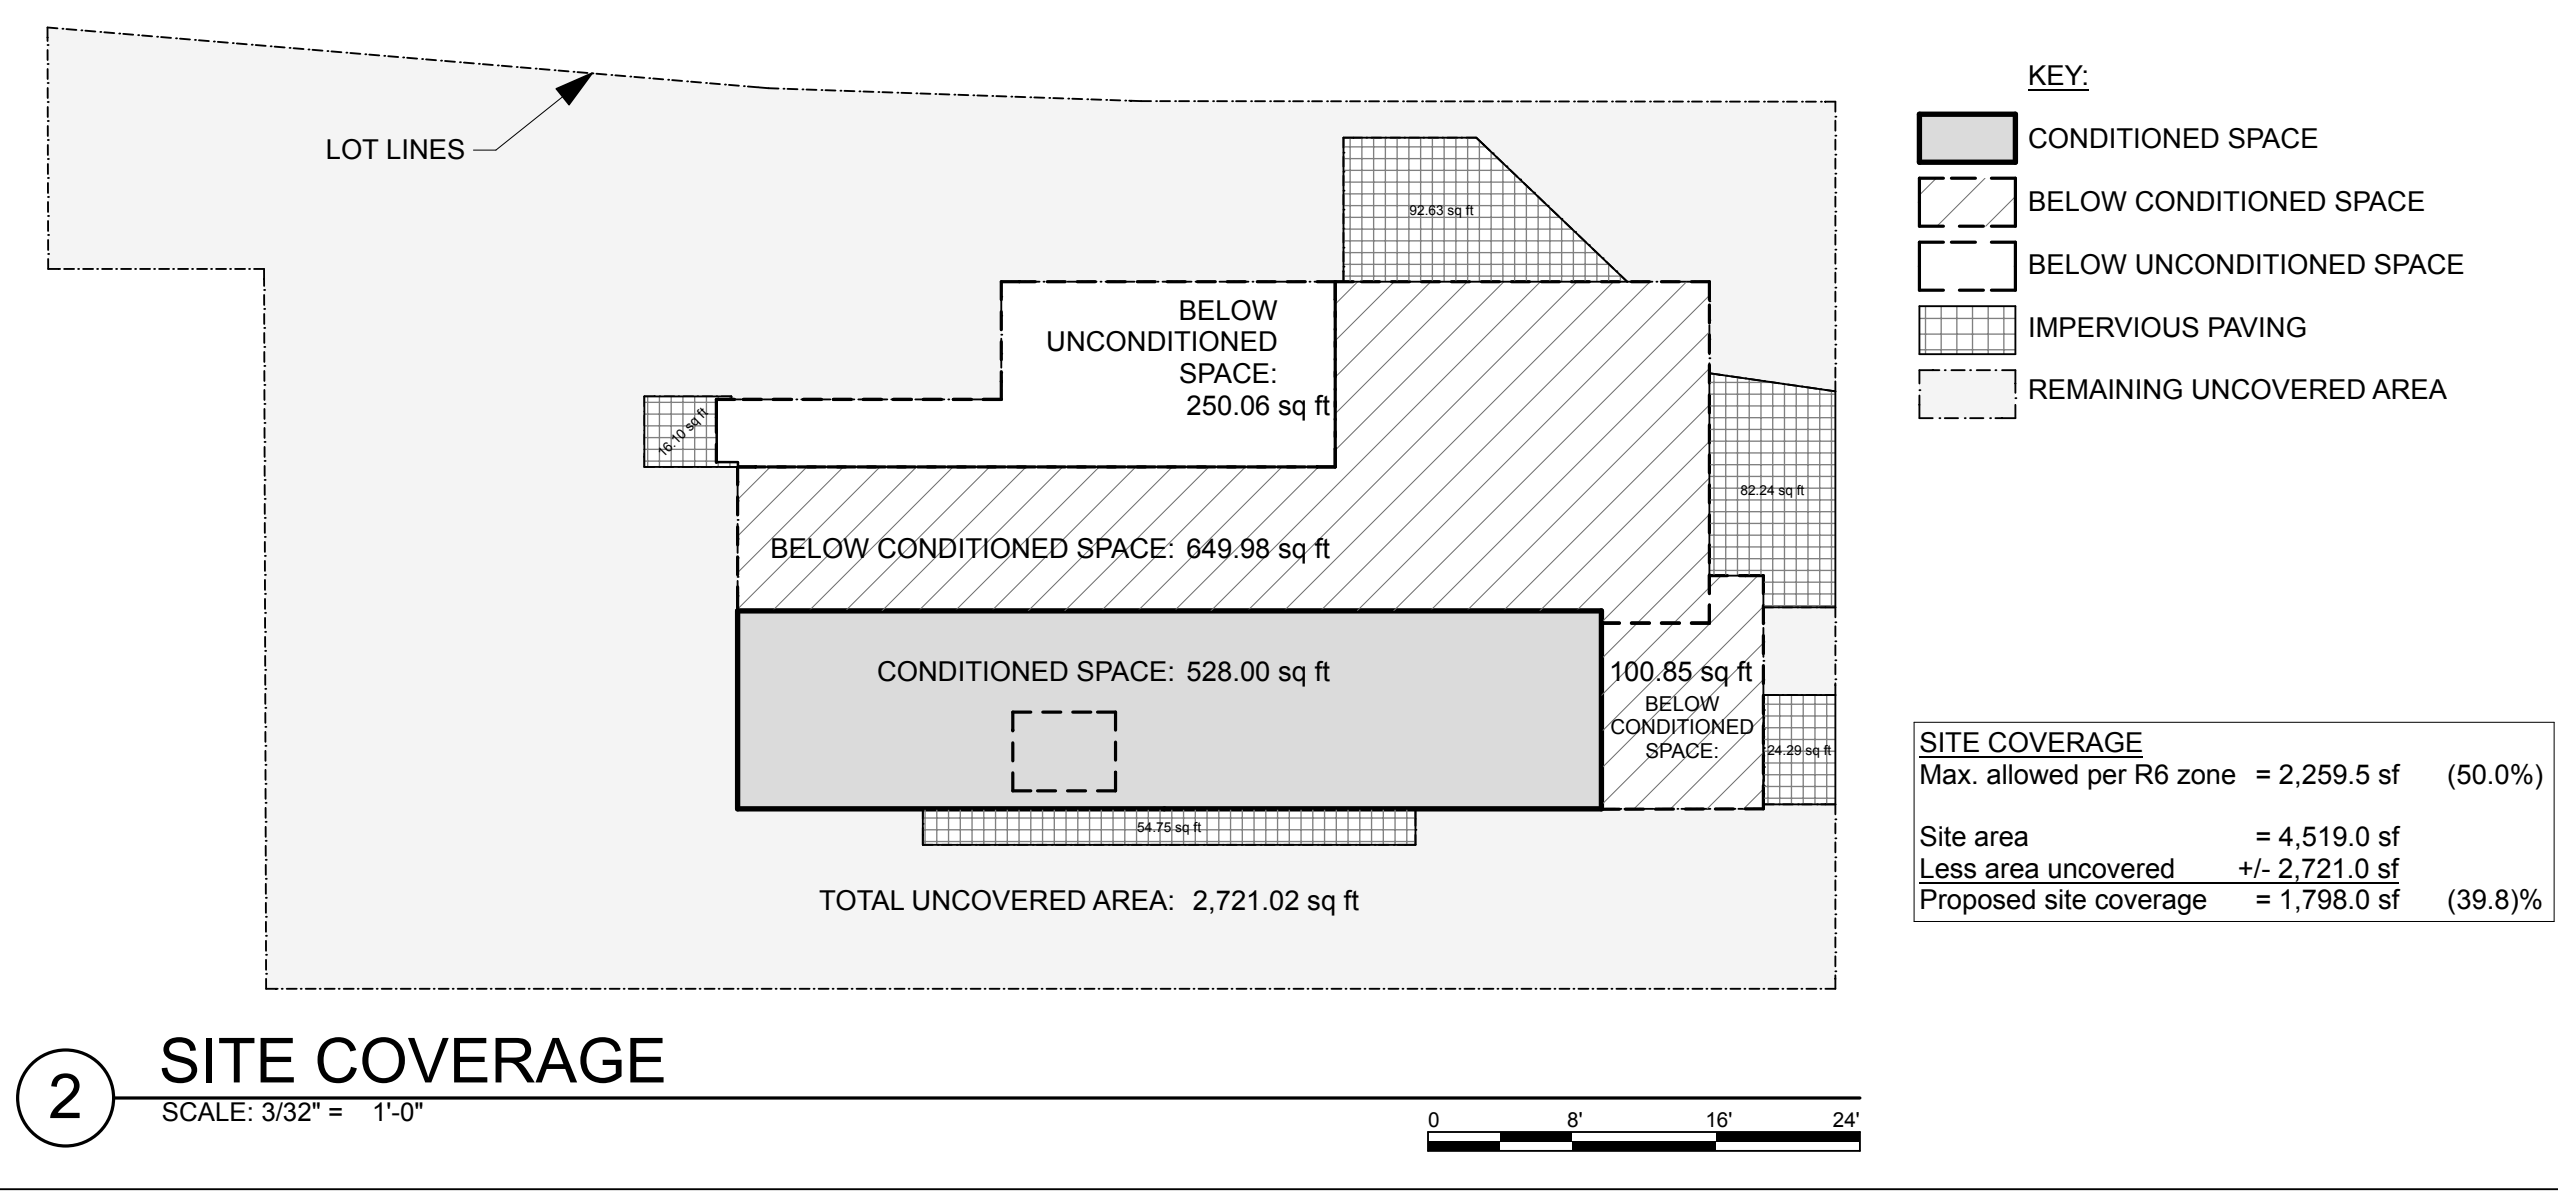 LOT LINES
92.63 sq ft
BELOW
UNCONDITIONED
SPACE:
250.06 sq ft
16.10 sq ft
82.24 sq ft
BELOW CONDITIONED SPACE: 649.98 sq ft
CONDITIONED SPACE: 528.00 sq ft
100.85 sq ft
BELOW
CONDITIONED
SPACE:
24.29 sq ft
54.75 sq ft
TOTAL UNCOVERED AREA: 2,721.02 sq ft
KEY:
CONDITIONED SPACE
BELOW CONDITIONED SPACE
BELOW UNCONDITIONED SPACE
IMPERVIOUS PAVING
REMAINING UNCOVERED AREA
SITE COVERAGE
Max. allowed per R6 zone = 2,259.5 sf (50.0%)
Site area = 4,519.0 sf
Less area uncovered +/- 2,721.0 sf
Proposed site coverage = 1,798.0 sf (39.8)%
2
SITE COVERAGE
SCALE: 3/32" = 1'-0"
0 8' 16' 24'